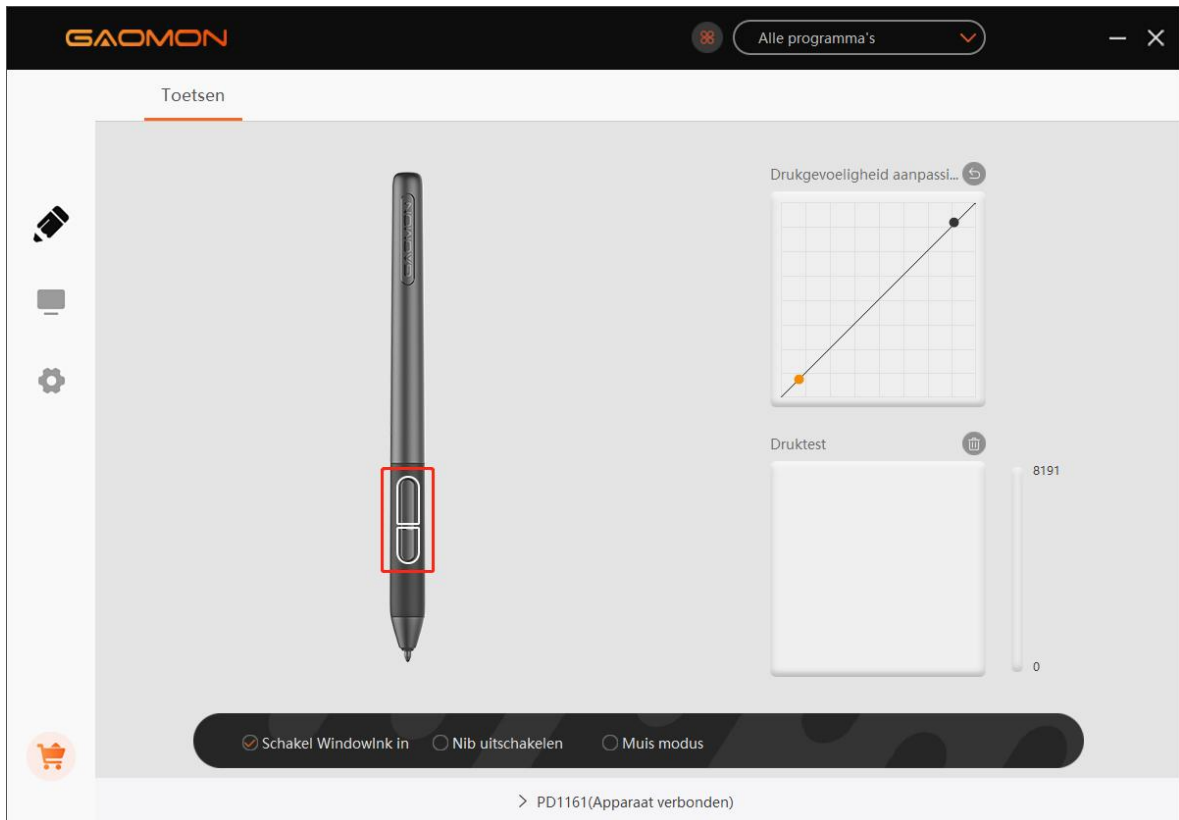 GAOMON
Alle programma's
Toetsen
Drukgevoeligheid aanpassi...
GAOMON
Druktest
8191
0
Schakel WindowInk in
Nib uitschakelen
Muis modus
PD1161(Apparaat verbonden)